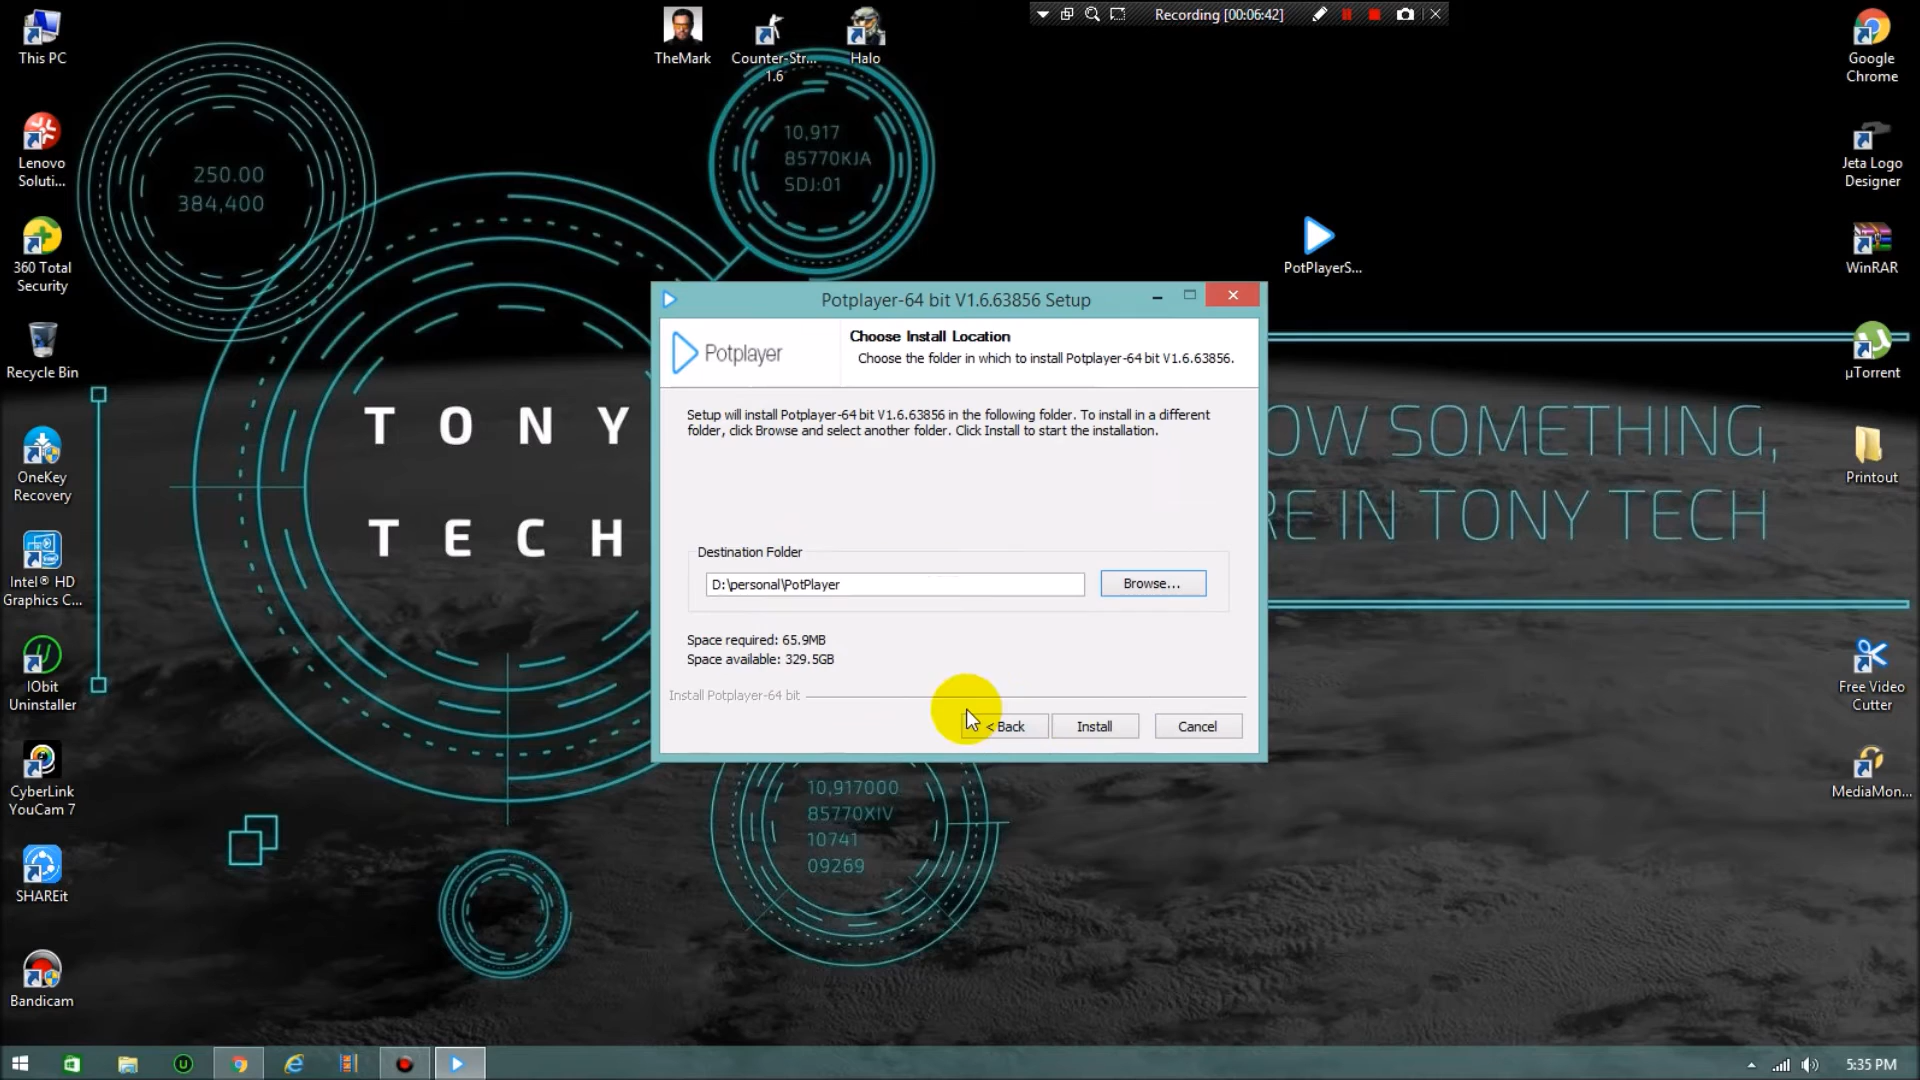 Recording [00:06:42]
This PC
TheMark
Counter-Str...
1.6
Halo
Google
Chrome
10,917
85770KJA
SDJ:01
250.00
384,400
Lenovo
Soluti...
Jeta Logo
Designer
360 Total
Security
PotPlayerS...
WinRAR
Potplayer-64 bit V1.6.63856 Setup
Potplayer
Choose Install Location
Choose the folder in which to install Potplayer-64 bit V1.6.63856.
Recycle Bin
µTorrent
Setup will install Potplayer-64 bit V1.6.63856 in the following folder. To install in a different
folder, click Browse and select another folder. Click Install to start the installation.
TONY
TECH
OW SOMETHING,
RE IN TONY TECH
OneKey
Recovery
Printout
Destination Folder
D:\personal\PotPlayer
Browse...
Intel® HD
Graphics C...
Space required: 65.9MB
Space available: 329.5GB
Install Potplayer-64 bit
< Back
Install
Cancel
IObit
Uninstaller
Free Video
Cutter
10,917000
85770XIV
10741
09269
CyberLink
YouCam 7
MediaMon...
SHAREit
Bandicam
5:35 PM